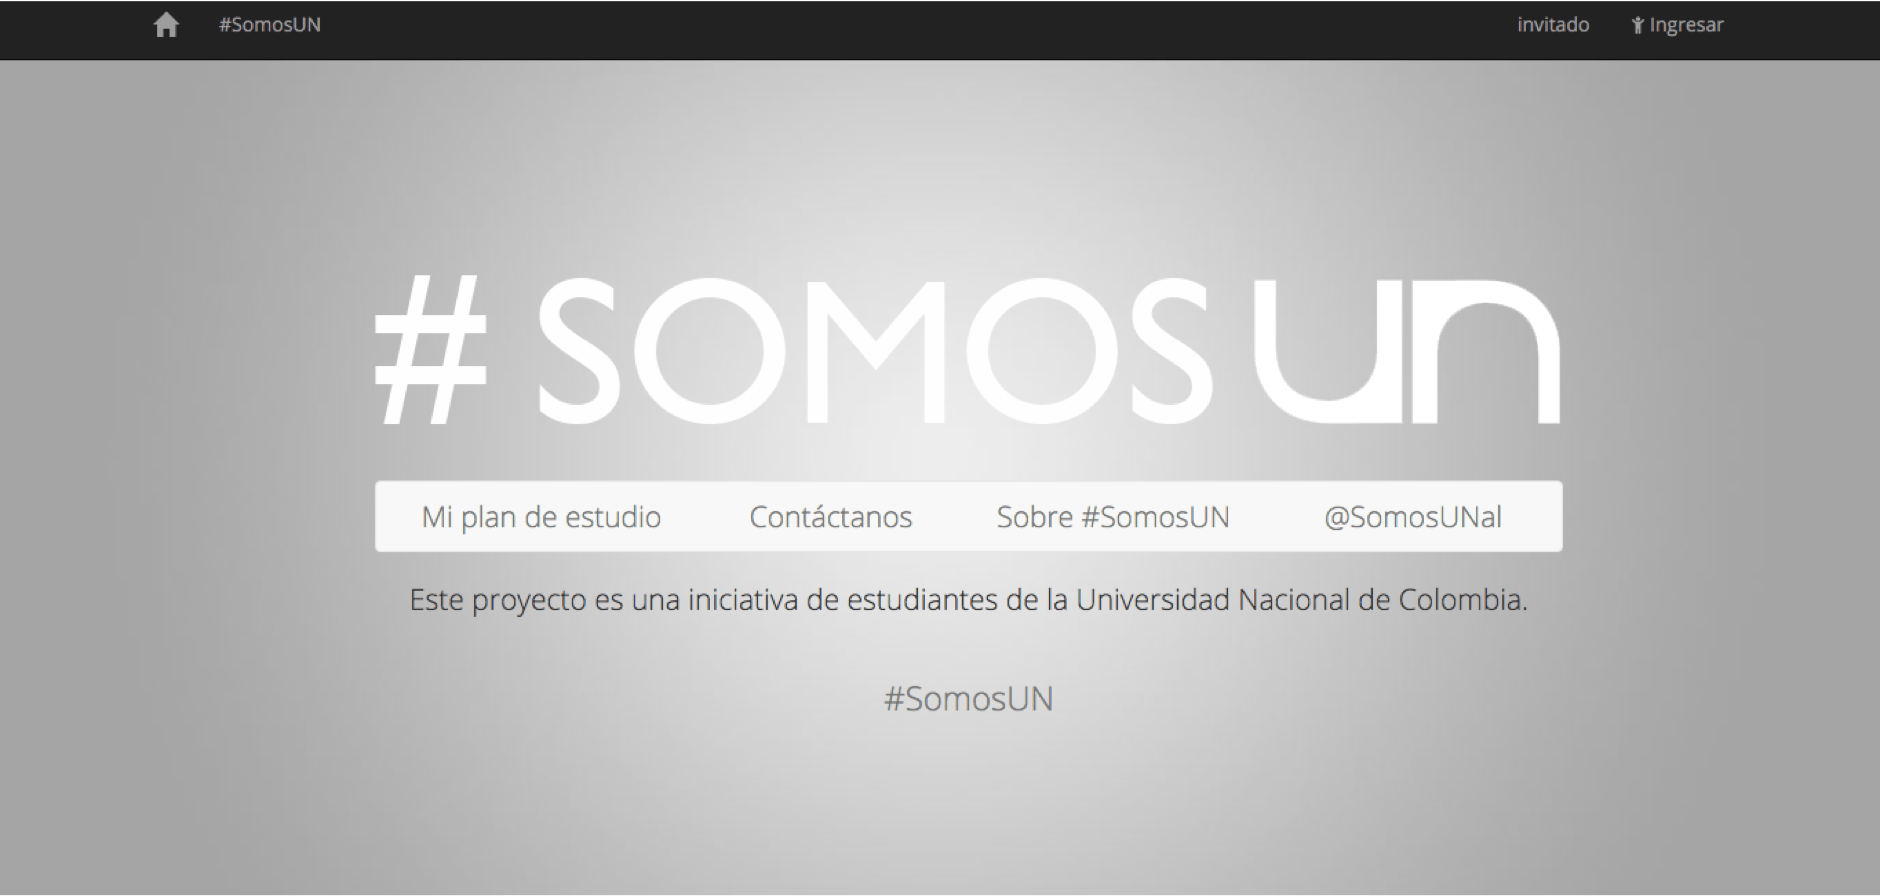 #SomosUN invitado Ingresar
# SOMOS UN
Mi plan de estudio Contáctanos Sobre #SomosUN @SomosUNal
Este proyecto es una iniciativa de estudiantes de la Universidad Nacional de Colombia.
#SomosUN